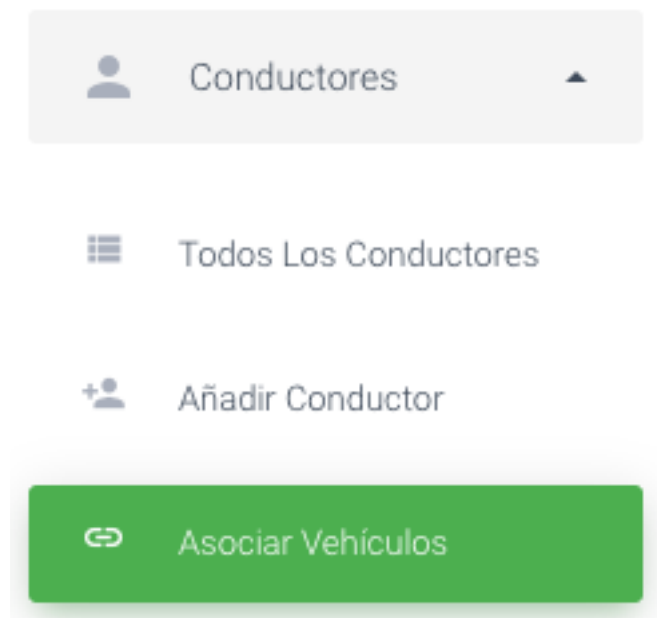 Conductores
Todos Los Conductores
Añadir Conductor
Asociar Vehículos